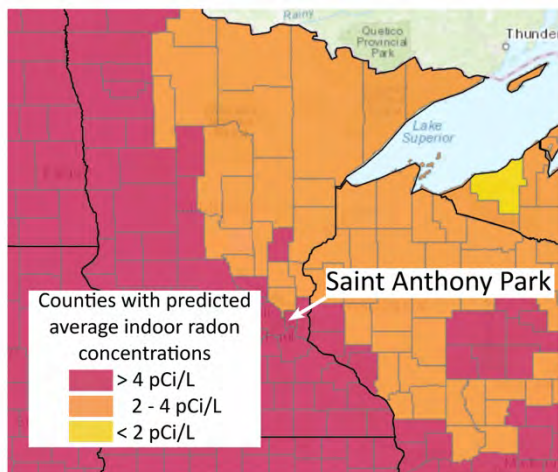 Rainy
Quetico
Provincial
Park
Thunder
Lake
Superior
Saint Anthony Park
Counties with predicted
average indoor radon
concentrations
> 4 pCi/L
2 - 4 pCi/L
< 2 pCi/L